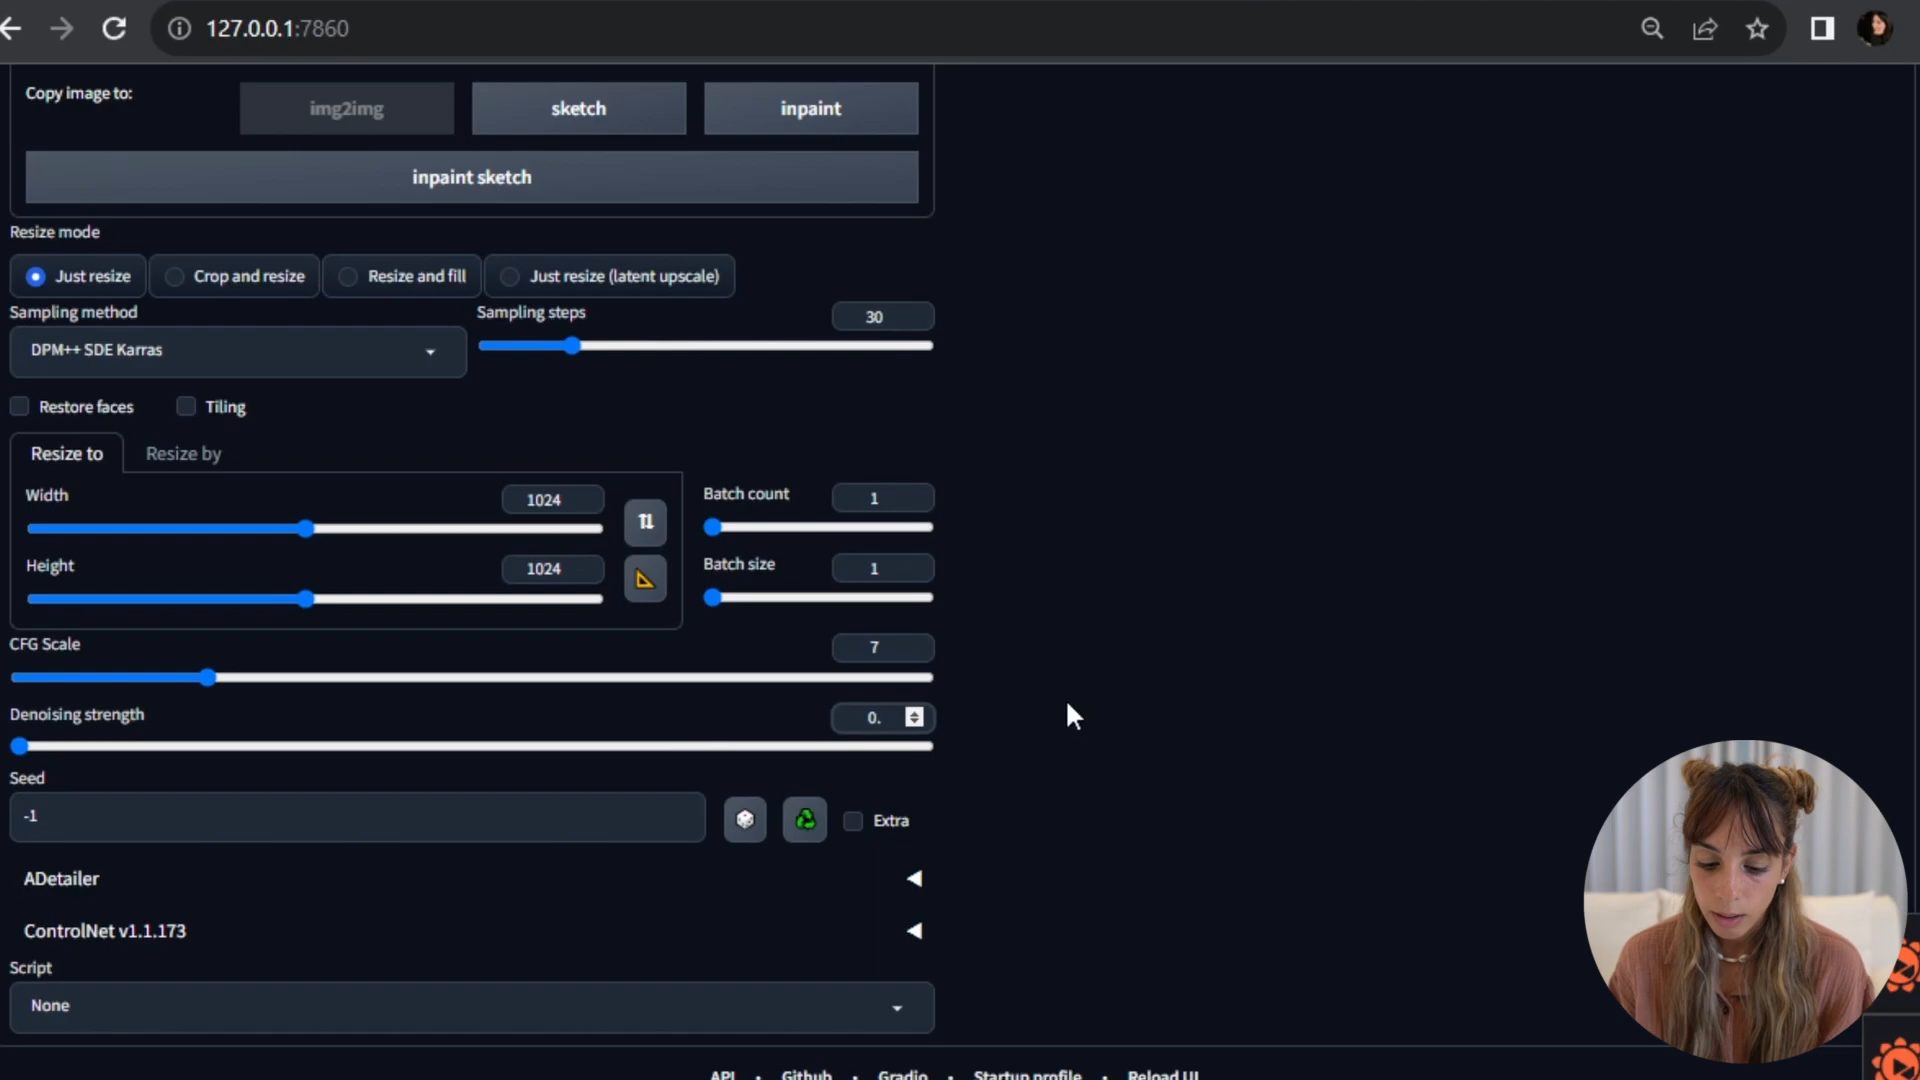 127.0.0.1:7860
Copy image to:
img2img
sketch
inpaint
inpaint sketch
Resize mode
Just resize
Crop and resize
Resize and fill
Just resize (latent upscale)
Sampling method
Sampling steps
30
DPM++ SDE Karras
Restore faces
Tiling
Resize to
Resize by
Width
1024
Batch count
1
Height
1024
Batch size
1
CFG Scale
7
Denoising strength
0.
Seed
-1
Extra
ADetailer
ControlNet v1.1.173
Script
None
API • Github • Gradio • Startup profile • Reload UI